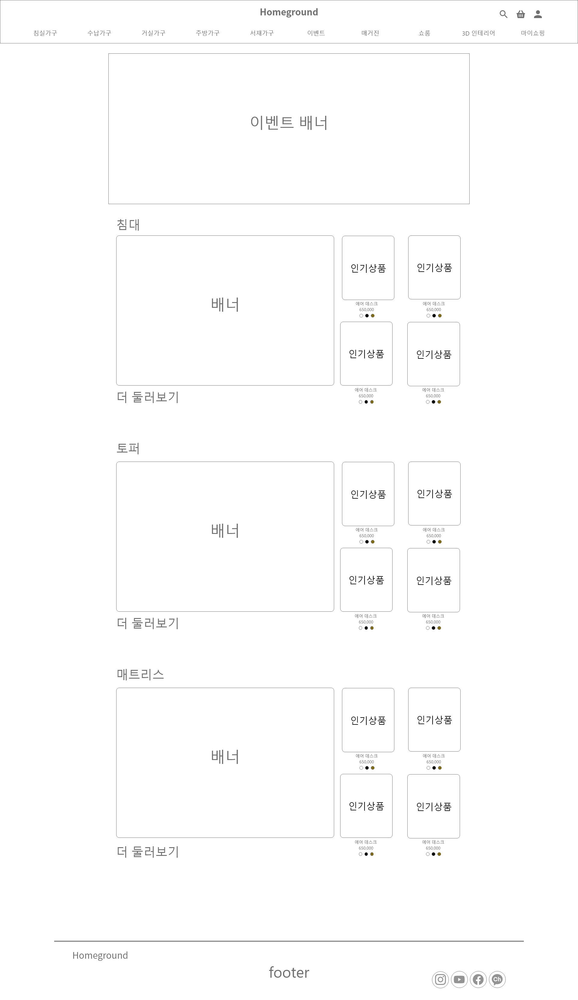 Homeground
침실가구 수납가구 거실가구 주방가구 서재가구 이벤트 매거진 쇼룸 3D 인테리어 마이쇼핑
이벤트 배너
침대
배너
인기상품 인기상품
에어 데스크 에어 데스크
650,000 650,000
인기상품 인기상품
에어 데스크 에어 데스크
650,000 650,000
더 둘러보기
토퍼
배너
인기상품 인기상품
에어 데스크 에어 데스크
650,000 650,000
인기상품 인기상품
에어 데스크 에어 데스크
650,000 650,000
더 둘러보기
매트리스
배너
인기상품 인기상품
에어 데스크 에어 데스크
650,000 650,000
인기상품 인기상품
에어 데스크 에어 데스크
650,000 650,000
더 둘러보기
Homeground
footer
Ch